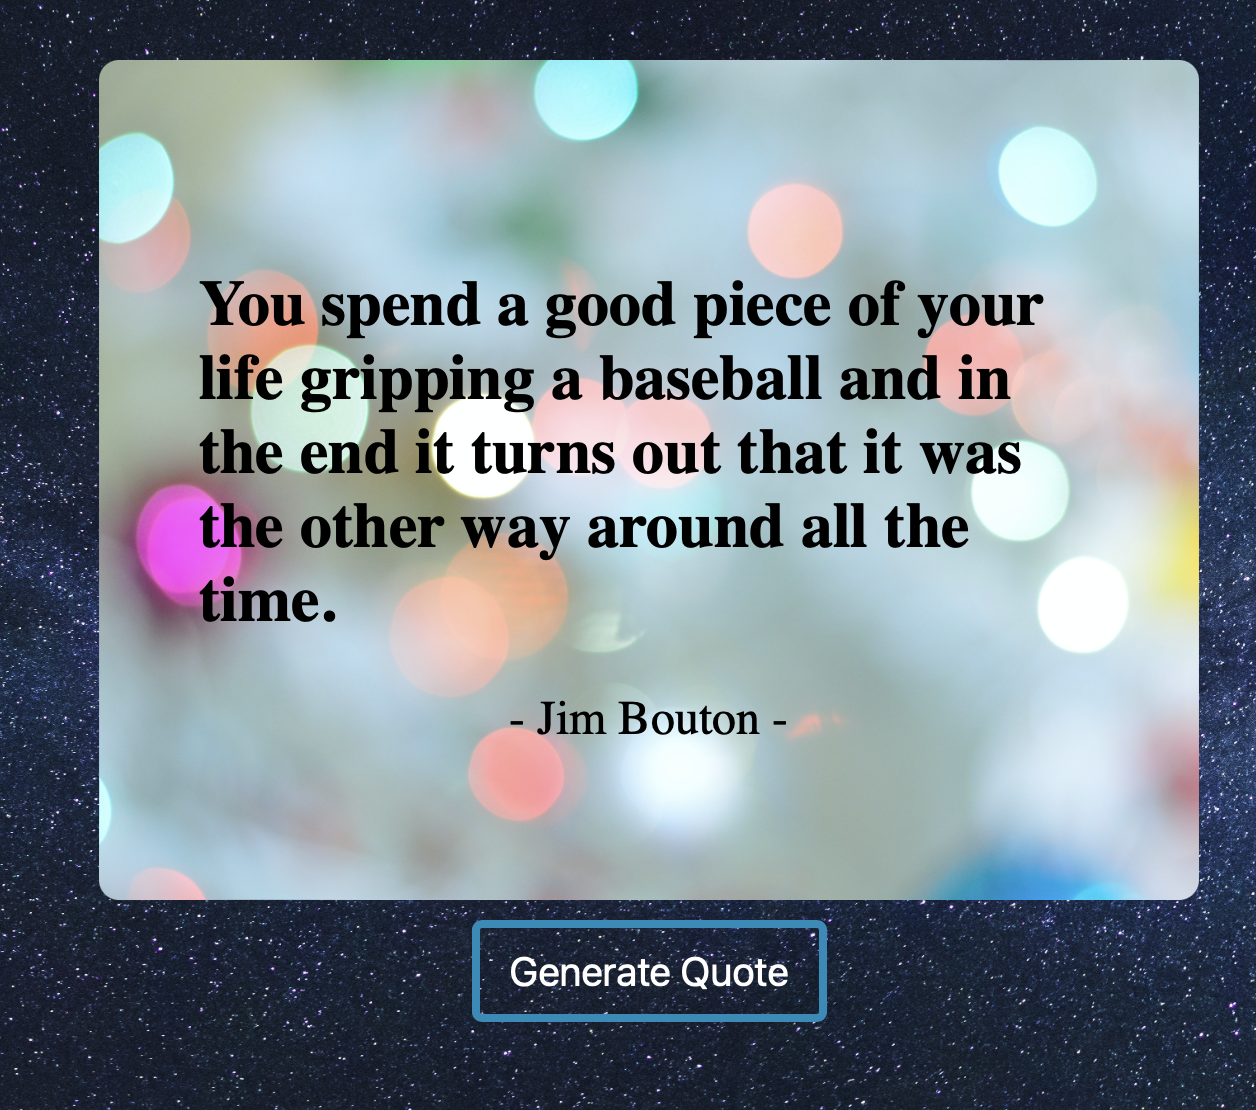 You spend a good piece of your
life gripping a baseball and in
the end it turns out that it was
the other way around all the
time.
- Jim Bouton -
Generate Quote